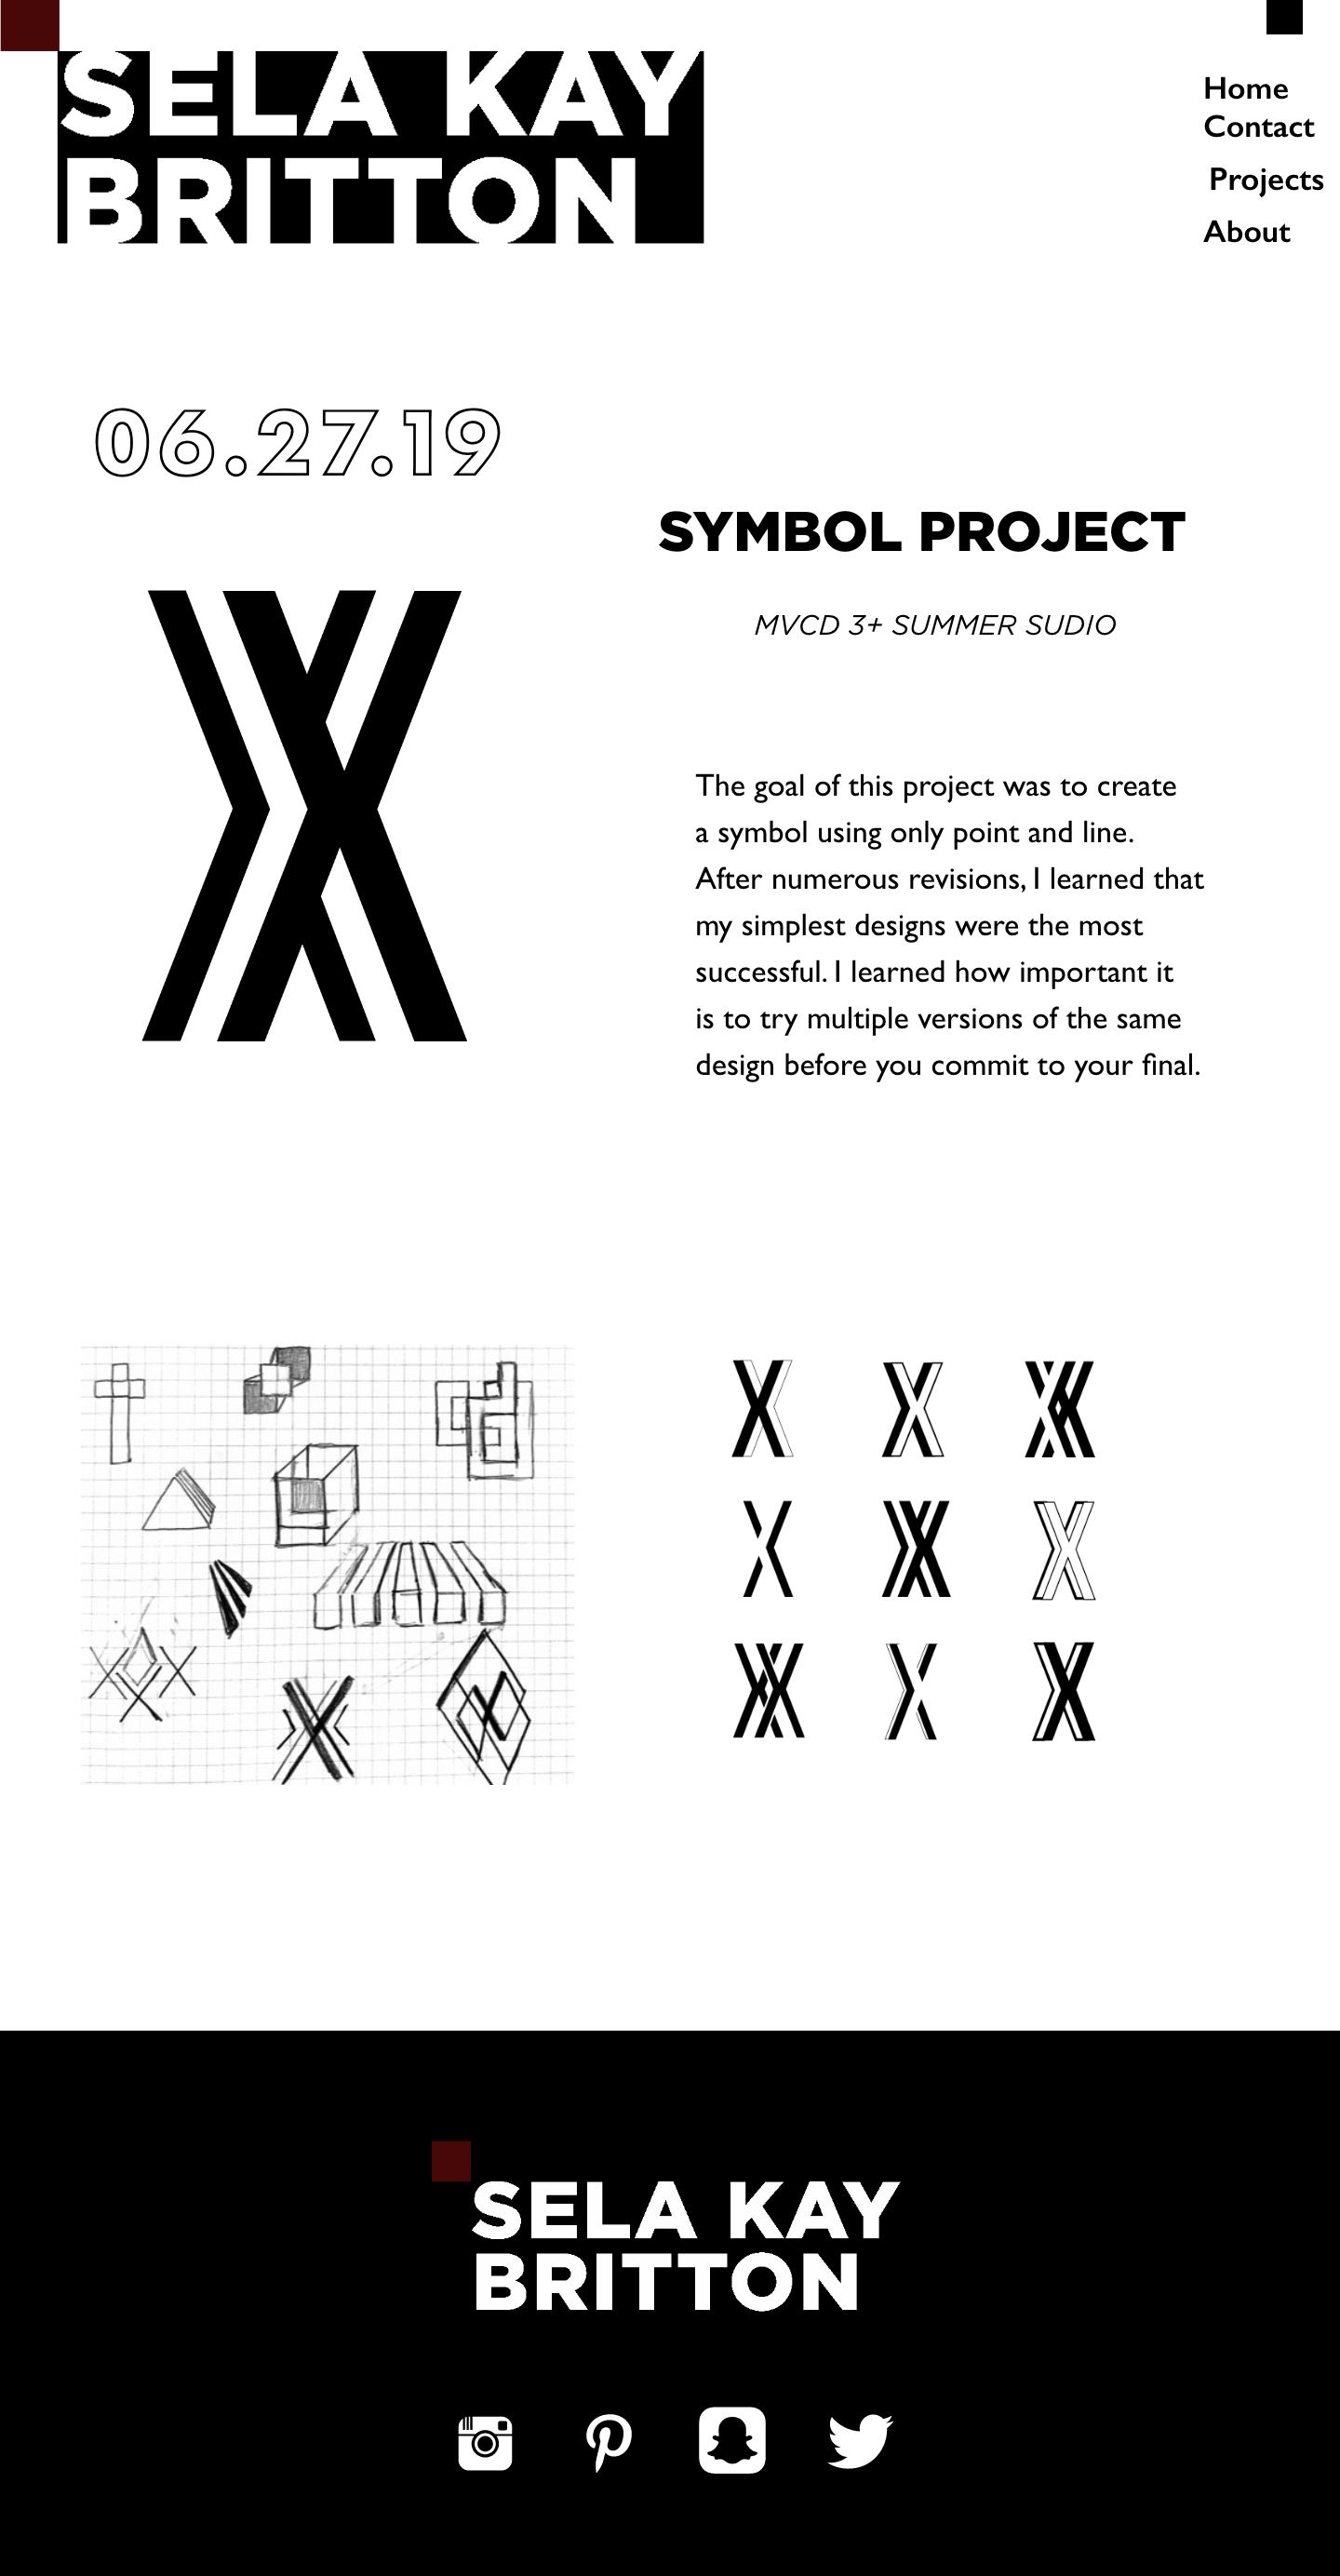 SELA KAY
BRITTON
Home
Contact
Projects
About
06.27.19
SYMBOL PROJECT
MVCD 3+ SUMMER SUDIO
The goal of this project was to create
a symbol using only point and line.
After numerous revisions, I learned that
my simplest designs were the most
successful. I learned how important it
is to try multiple versions of the same
design before you commit to your final.
SELA KAY
BRITTON